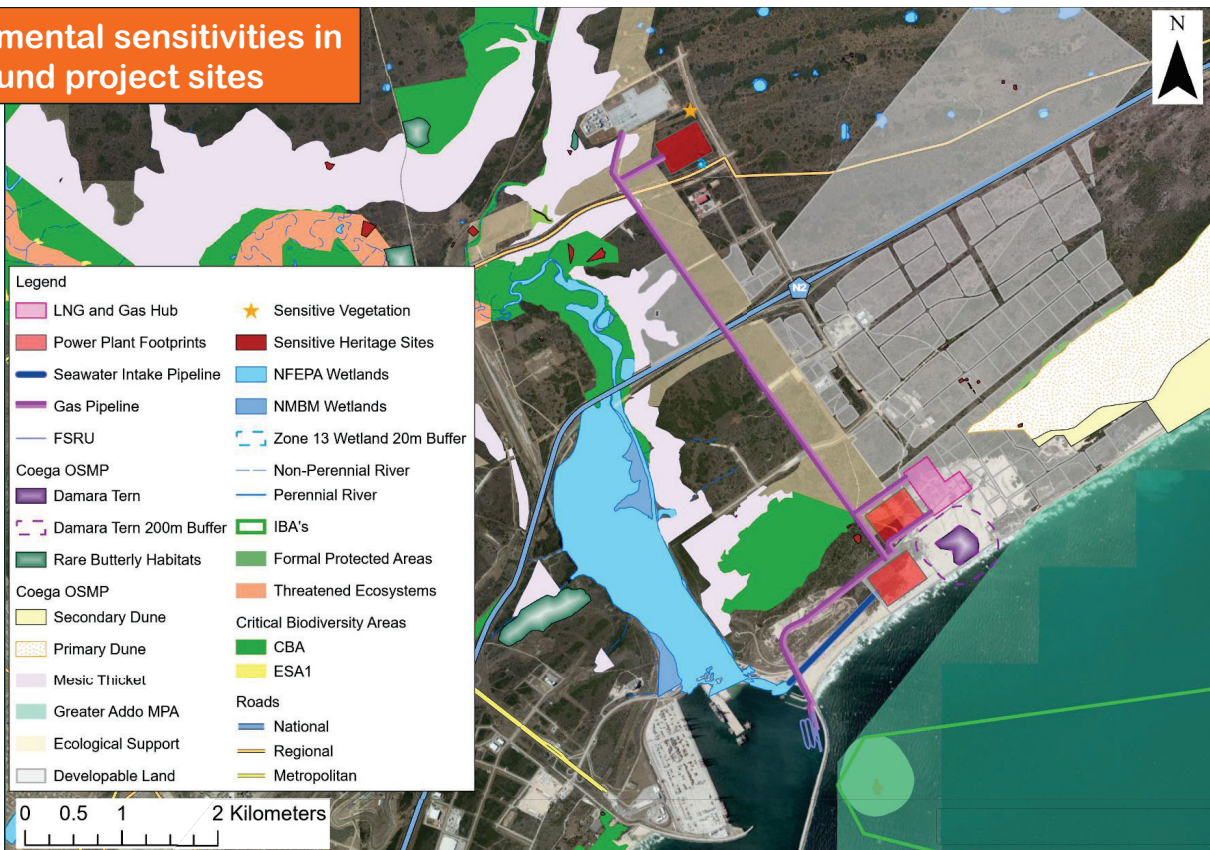 mental sensitivities in
und project sites
N
N2
Legend
LNG and Gas Hub
Power Plant Footprints
Seawater Intake Pipeline
Gas Pipeline
FSRU
Coega OSMP
Damara Tern
Damara Tern 200m Buffer
Rare Butterly Habitats
Coega OSMP
Secondary Dune
Primary Dune
Mesic Thicket
Greater Addo MPA
Ecological Support
Developable Land
Sensitive Vegetation
Sensitive Heritage Sites
NFEPA Wetlands
NMBM Wetlands
Zone 13 Wetland 20m Buffer
Non-Perennial River
Perennial River
IBA's
Formal Protected Areas
Threatened Ecosystems
Critical Biodiversity Areas
CBA
ESA1
Roads
National
Regional
Metropolitan
0 0.5 1 2 Kilometers